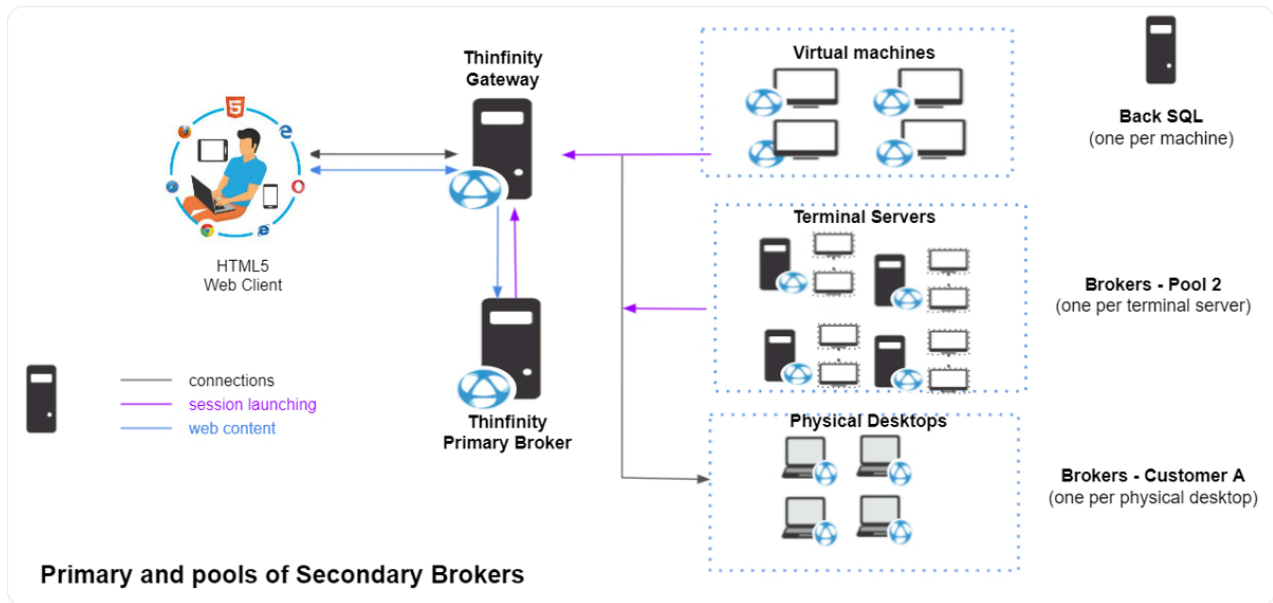 Thinfinity
Gateway
Virtual machines
Back SQL
(one per machine)
5
HTML5
Web Client
Terminal Servers
Brokers - Pool 2
(one per terminal server)
connections
session launching
web content
Thinfinity
Primary Broker
Physical Desktops
Brokers - Customer A
(one per physical desktop)
Primary and pools of Secondary Brokers